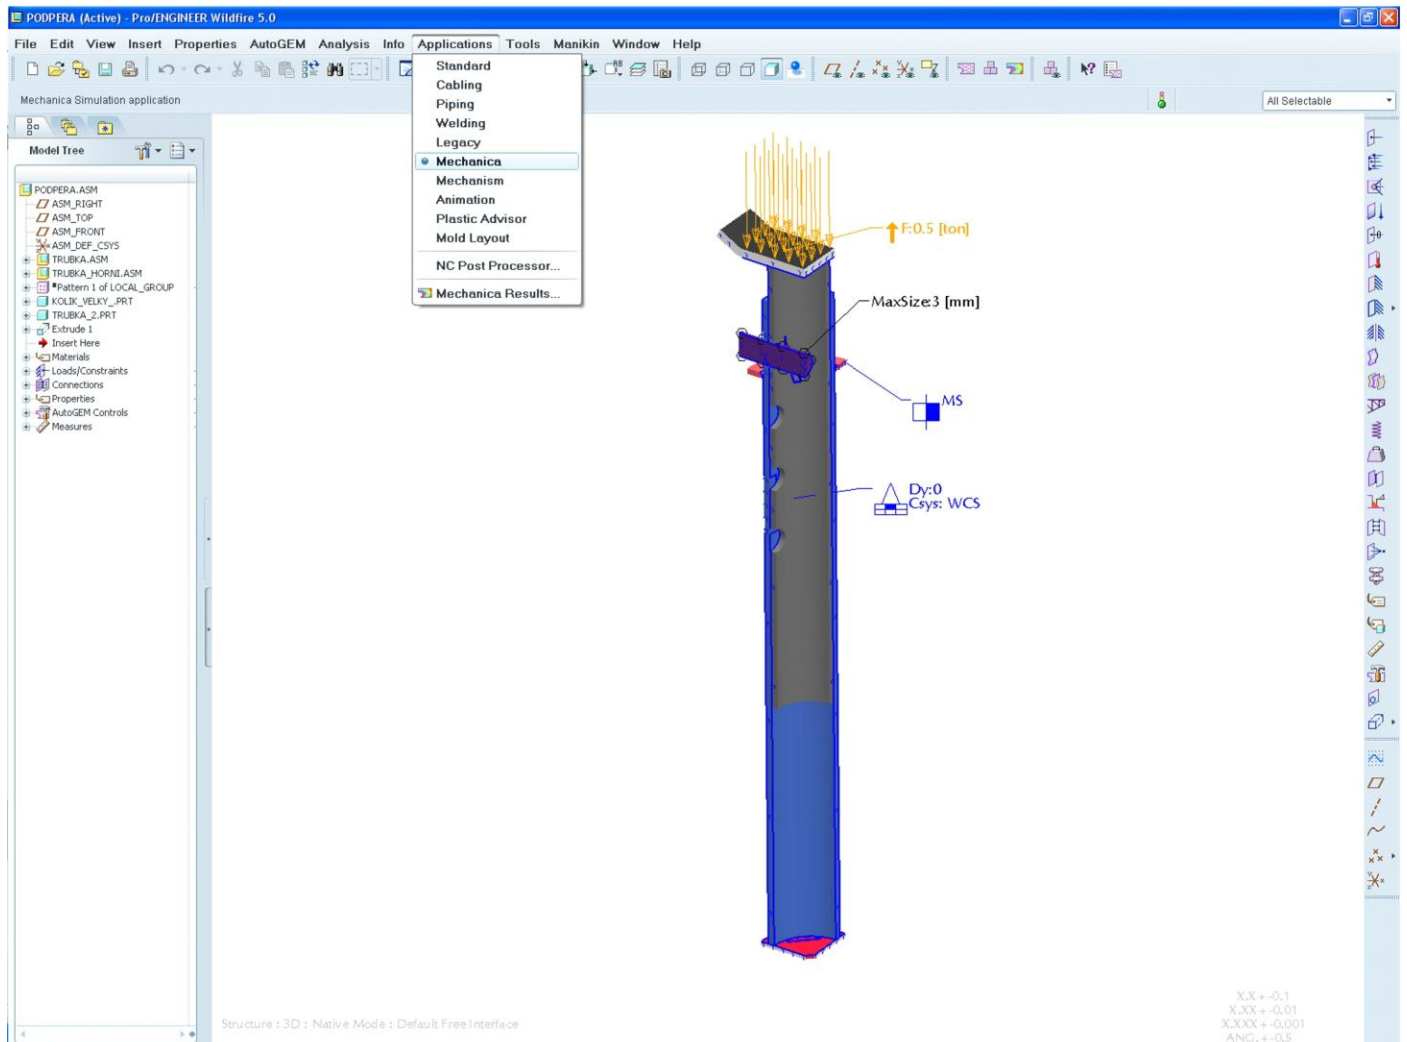 PODPERA (Active) - Pro/ENGINEER Wildfire 5.0
File Edit View Insert Properties AutoGEM Analysis Info Applications Tools Manikin Window Help
Mechanica Simulation application
All Selectable
Standard
Cabling
Piping
Welding
Legacy
Mechanica
Mechanism
Animation
Plastic Advisor
Mold Layout
NC Post Processor...
Mechanica Results...
Model Tree
PODPERA.ASM
ASM_RIGHT
ASM_TOP
ASM_FRONT
ASM_DEF_CSYS
TRUBKA.ASM
TRUBKA_HORNI.ASM
Pattern 1 of LOCAL_GROUP
KOLIK_VELKY_.PRT
TRUBKA_2.PRT
Extrude 1
Insert Here
Materials
Loads/Constraints
Connections
Properties
AutoGEM Controls
Measures
F:0.5 [ton]
MaxSize:3 [mm]
MS
Dy:0
Csys: WCS
Structure : 3D : Native Mode : Default Free Interface
X.X + -0.1
X.XX + -0.01
X.XXX + -0.001
ANG. + -0.5